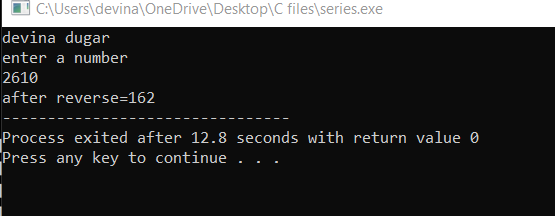 C:\Users\devina\OneDrive\Desktop\C files\series.exe
devina dugar
enter a number
2610
after reverse=162
--------------------------------
Process exited after 12.8 seconds with return value 0
Press any key to continue . . .